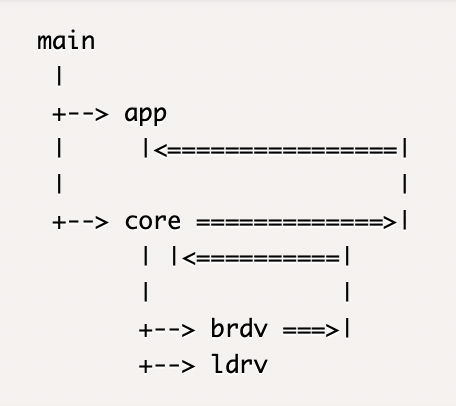 main
 |
 +--> app
 |     |<================|
 |                       |
 +--> core =============>|
       | |<==========|
       |             |
       +--> brdv ===>|
       +--> ldrv